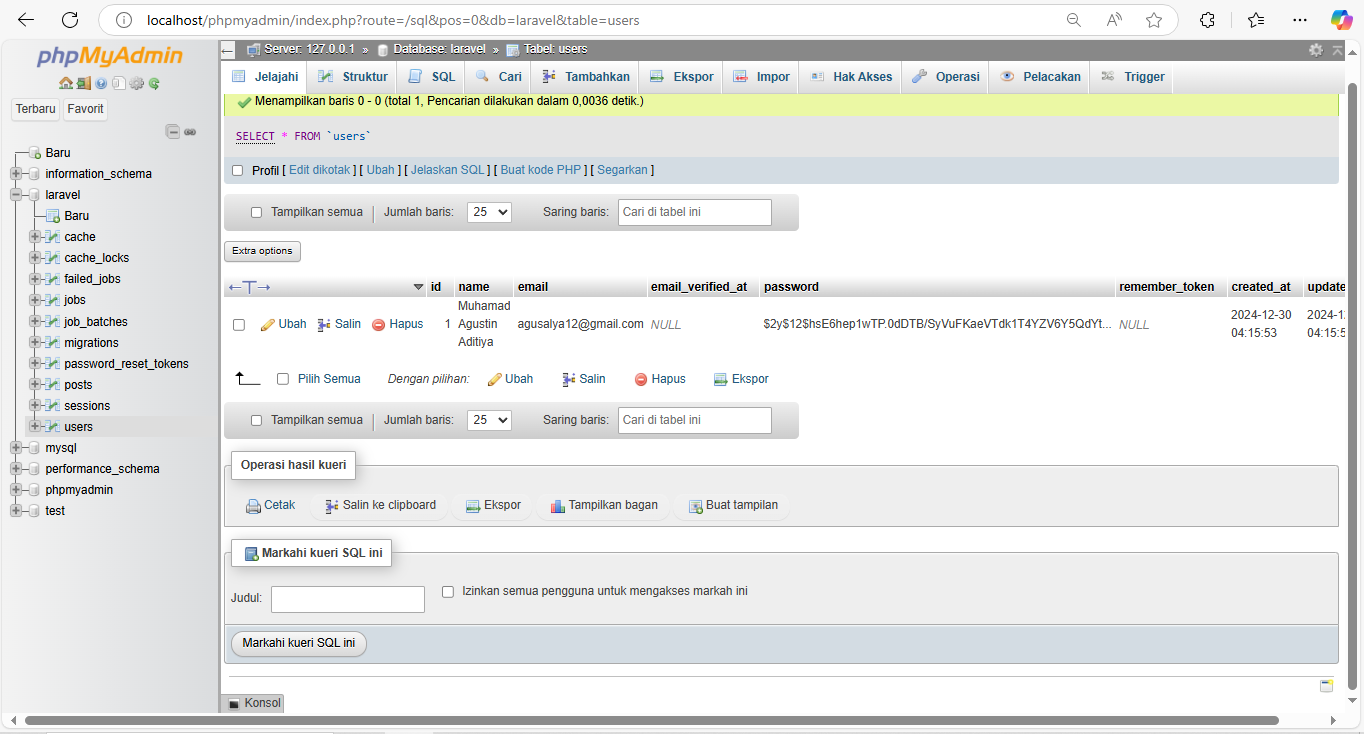 localhost/phpmyadmin/index.php?route=/sql&pos=0&db=laravel&table=users
phpMyAdmin
Terbaru Favorit
Baru
information_schema
laravel
Baru
cache
cache_locks
failed_jobs
jobs
job_batches
migrations
password_reset_tokens
posts
sessions
users
mysql
performance_schema
phpmyadmin
test
Server: 127.0.0.1 » Database: laravel » Tabel: users
Jelajahi Struktur SQL Cari Tambahkan Ekspor Impor Hak Akses Operasi Pelacakan Trigger
Menampilkan baris 0 - 0 (total 1, Pencarian dilakukan dalam 0,0036 detik.)
SELECT * FROM `users`
Profil [ Edit dikotak ] [ Ubah ] [ Jelaskan SQL ] [ Buat kode PHP ] [ Segarkan ]
Tampilkan semua Jumlah baris: 25 Saring baris: Cari di tabel ini
Extra options
←T→ id name email email_verified_at password remember_token created_at update
Ubah Salin Hapus 1 Muhamad Agustin Aditiya agusalya12@gmail.com NULL $2y$12$hsE6hep1wTP.0dDTB/SyVuFKaeVTdk1T4YZV6Y5QdYt... NULL 2024-12-30 04:15:53 2024-12 04:15:5
Pilih Semua Dengan pilihan: Ubah Salin Hapus Ekspor
Tampilkan semua Jumlah baris: 25 Saring baris: Cari di tabel ini
Operasi hasil kueri
Cetak Salin ke clipboard Ekspor Tampilkan bagan Buat tampilan
Markahi kueri SQL ini
Judul: Izinkan semua pengguna untuk mengakses markah ini
Markahi kueri SQL ini
Konsol